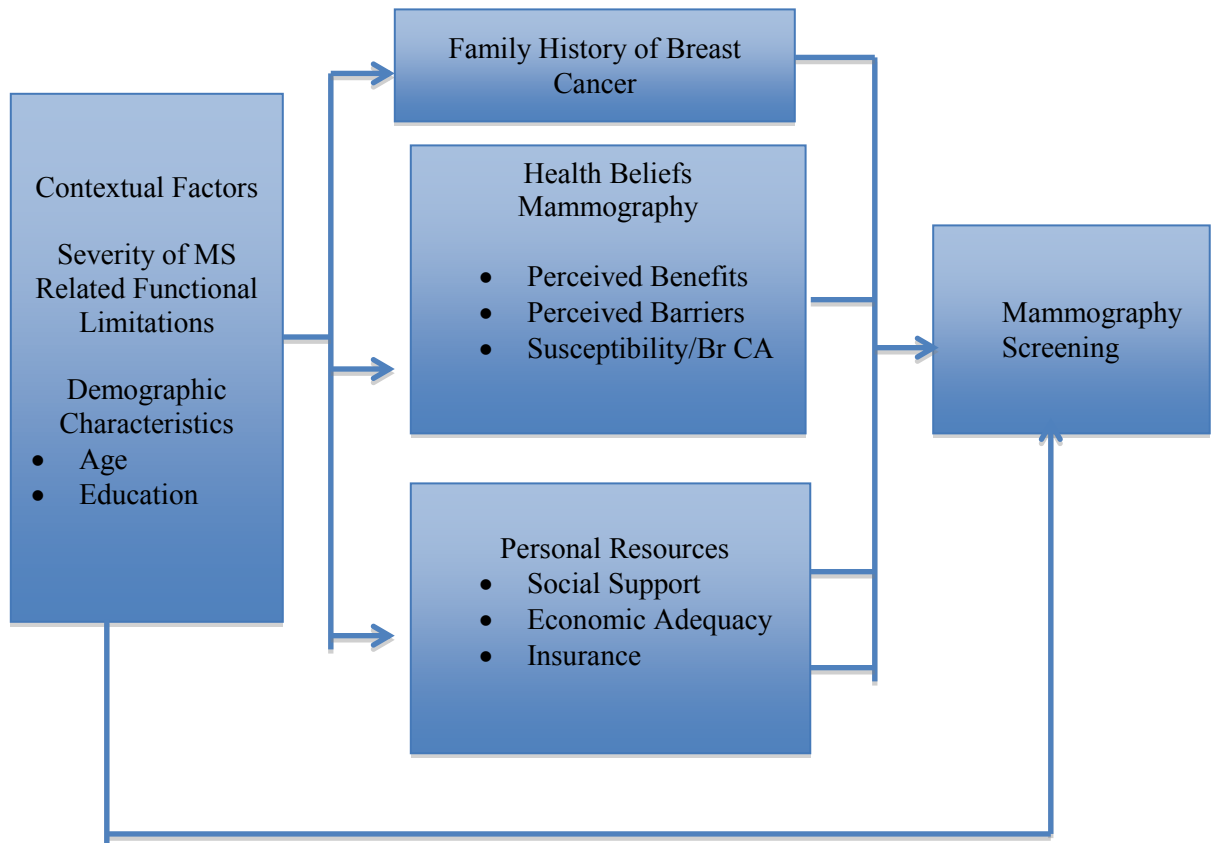 Contextual Factors
Severity of MS
Related Functional
Limitations
Demographic
Characteristics
• Age
• Education
Family History of Breast
Cancer
Health Beliefs
Mammography
• Perceived Benefits
• Perceived Barriers
• Susceptibility/Br CA
Personal Resources
• Social Support
• Economic Adequacy
• Insurance
Mammography
Screening